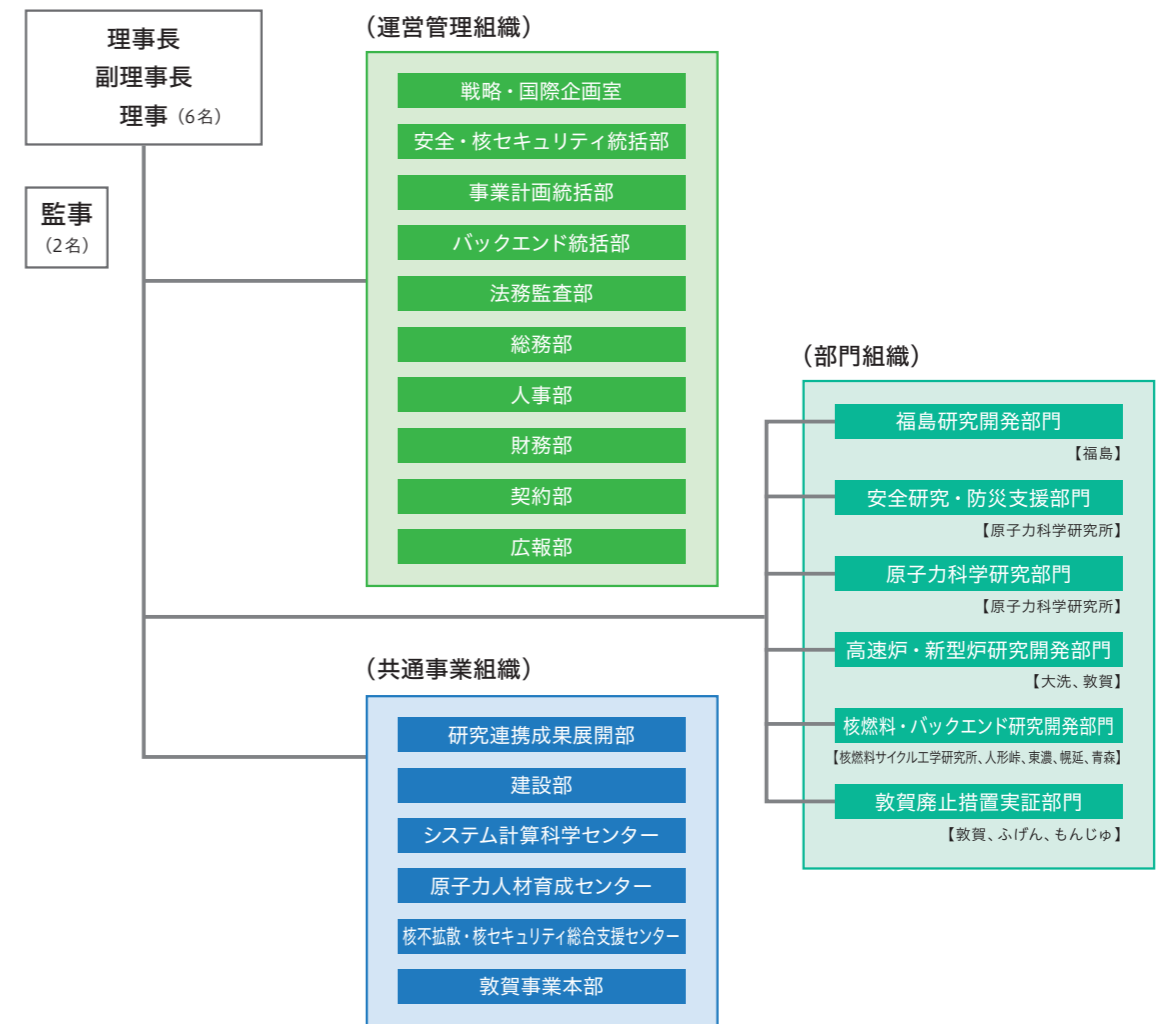 理事長
副理事長
理事（6名）
監事
（2名）
（運営管理組織）
戦略・国際企画室
安全・核セキュリティ統括部
事業計画統括部
バックエンド統括部
法務監査部
総務部
人事部
財務部
契約部
広報部
（共通事業組織）
研究連携成果展開部
建設部
システム計算科学センター
原子力人材育成センター
核不拡散・核セキュリティ総合支援センター
敦賀事業本部
（部門組織）
福島研究開発部門
【福島】
安全研究・防災支援部門
【原子力科学研究所】
原子力科学研究部門
【原子力科学研究所】
高速炉・新型炉研究開発部門
【大洗、敦賀】
核燃料・バックエンド研究開発部門
【核燃料サイクル工学研究所、人形峠、東濃、幌延、青森】
敦賀廃止措置実証部門
【敦賀、ふげん、もんじゅ】